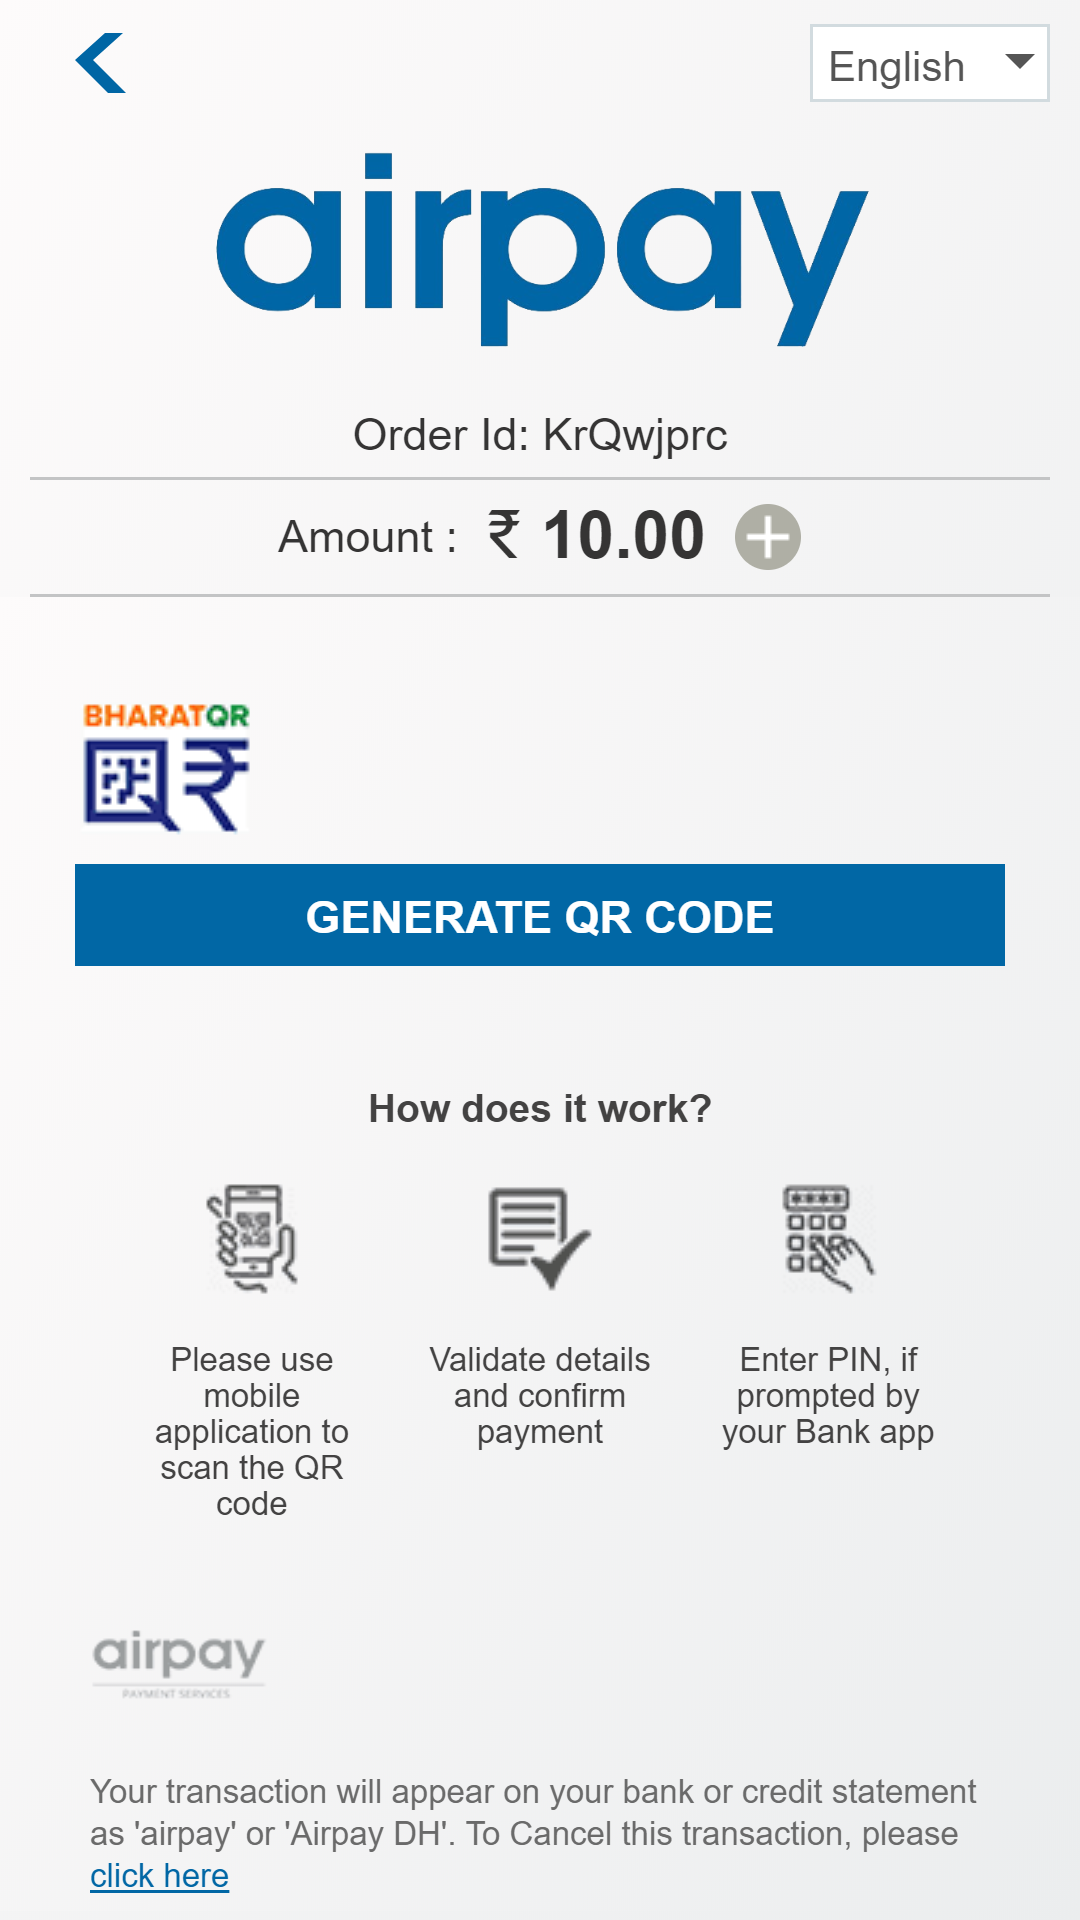 English
airpay
Order Id: KrQwjprc
Amount : ₹ 10.00
BHARATQR
GENERATE QR CODE
How does it work?
Please use
mobile
application to
scan the QR
code
Validate details
and confirm
payment
Enter PIN, if
prompted by
your Bank app
airpay
PAYMENT SERVICES
Your transaction will appear on your bank or credit statement
as 'airpay' or 'Airpay DH'. To Cancel this transaction, please
click here